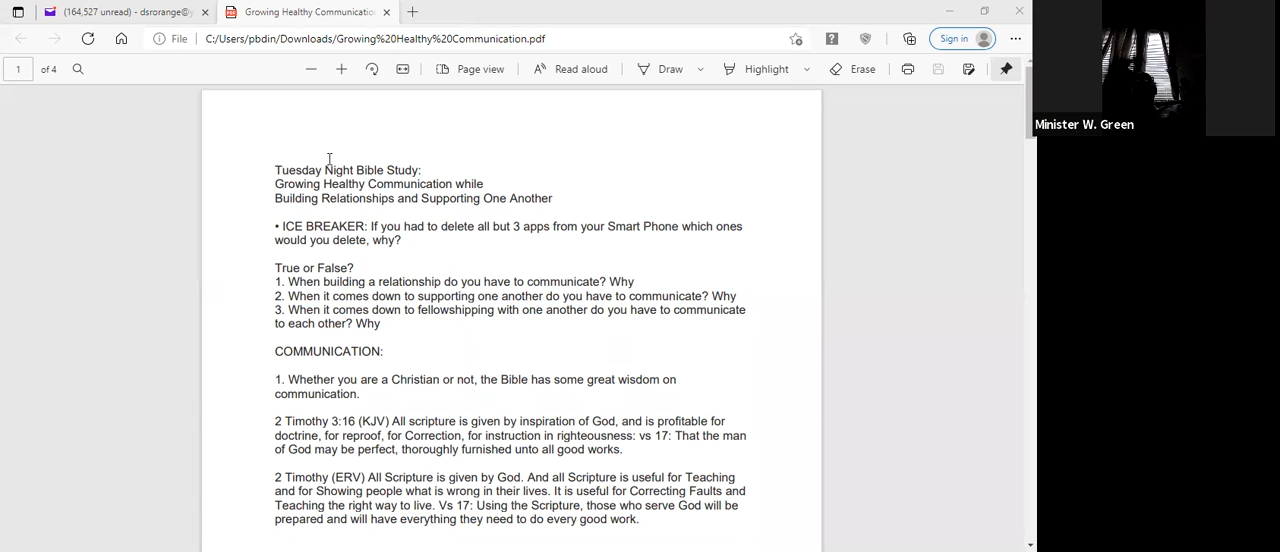 (164,527 unread) - dsrorange@y
Growing Healthy Communication
File C:/Users/pbdin/Downloads/Growing%20Healthy%20Communication.pdf
Sign in
1 of 4
Page view
Read aloud
Draw
Highlight
Erase
Minister W. Green
Tuesday Night Bible Study:
Growing Healthy Communication while
Building Relationships and Supporting One Another
• ICE BREAKER: If you had to delete all but 3 apps from your Smart Phone which ones
would you delete, why?
True or False?
1. When building a relationship do you have to communicate? Why
2. When it comes down to supporting one another do you have to communicate? Why
3. When it comes down to fellowshipping with one another do you have to communicate
to each other? Why
COMMUNICATION:
1. Whether you are a Christian or not, the Bible has some great wisdom on
communication.
2 Timothy 3:16 (KJV) All scripture is given by inspiration of God, and is profitable for
doctrine, for reproof, for Correction, for instruction in righteousness: vs 17: That the man
of God may be perfect, thoroughly furnished unto all good works.
2 Timothy (ERV) All Scripture is given by God. And all Scripture is useful for Teaching
and for Showing people what is wrong in their lives. It is useful for Correcting Faults and
Teaching the right way to live. Vs 17: Using the Scripture, those who serve God will be
prepared and will have everything they need to do every good work.